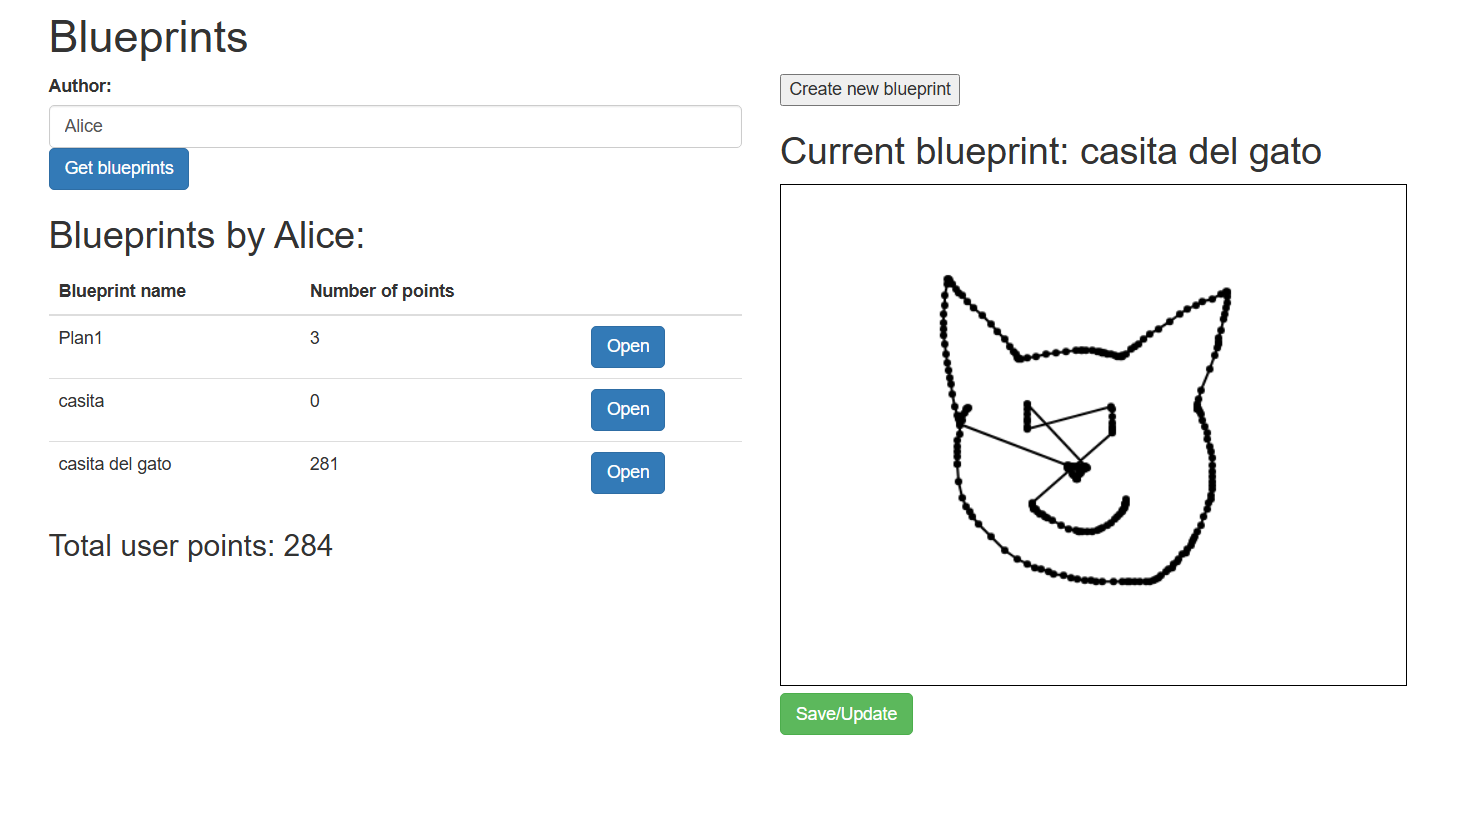 Blueprints
Author:
Alice
Get blueprints
Blueprints by Alice:
Blueprint name Number of points
Plan1 3 Open
casita 0 Open
casita del gato 281 Open
Total user points: 284
Create new blueprint
Current blueprint: casita del gato
Save/Update